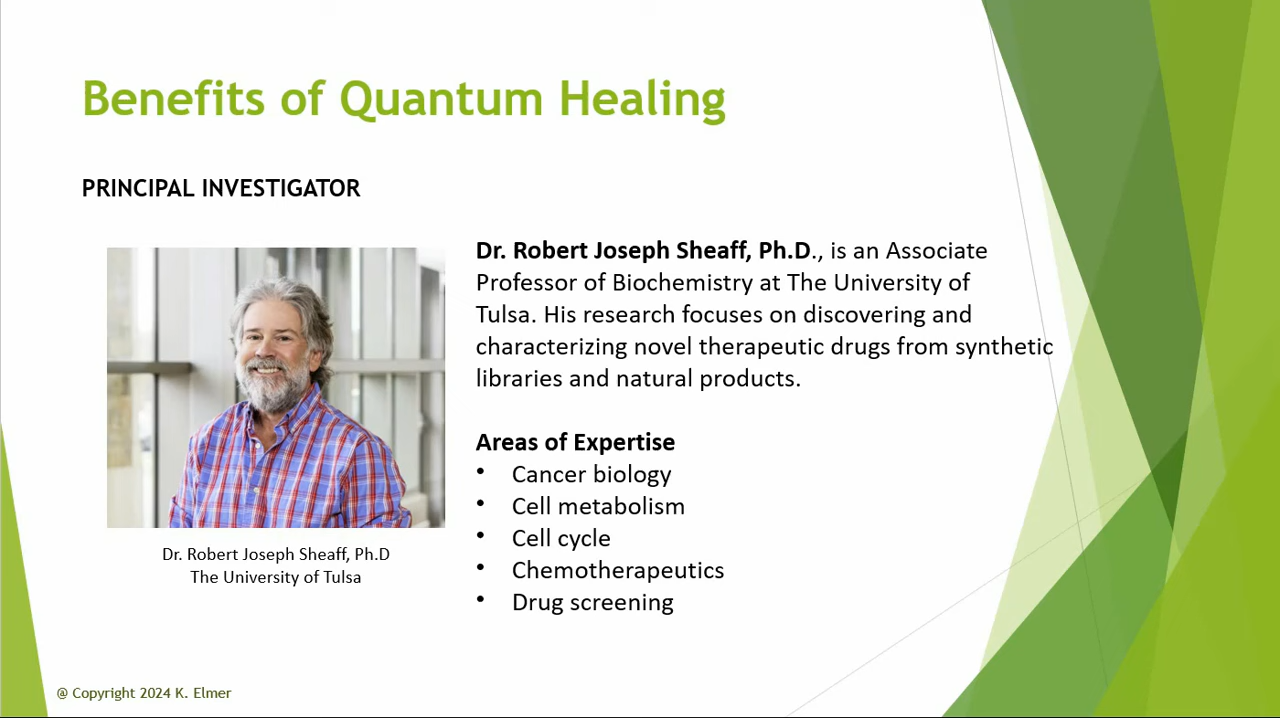 Benefits of Quantum Healing
PRINCIPAL INVESTIGATOR
Dr. Robert Joseph Sheaff, Ph.D., is an Associate
Professor of Biochemistry at The University of
Tulsa. His research focuses on discovering and
characterizing novel therapeutic drugs from synthetic
libraries and natural products.
Areas of Expertise
• Cancer biology
• Cell metabolism
• Cell cycle
• Chemotherapeutics
• Drug screening
Dr. Robert Joseph Sheaff, Ph.D
The University of Tulsa
@ Copyright 2024 K. Elmer